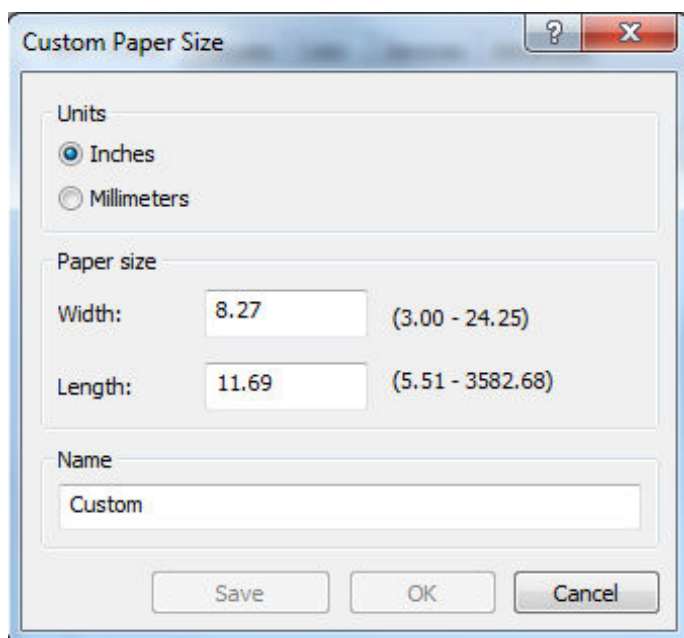 Custom Paper Size
Units
Inches
Millimeters
Paper size
Width: 8.27 (3.00 - 24.25)
Length: 11.69 (5.51 - 3582.68)
Name
Custom
Save OK Cancel